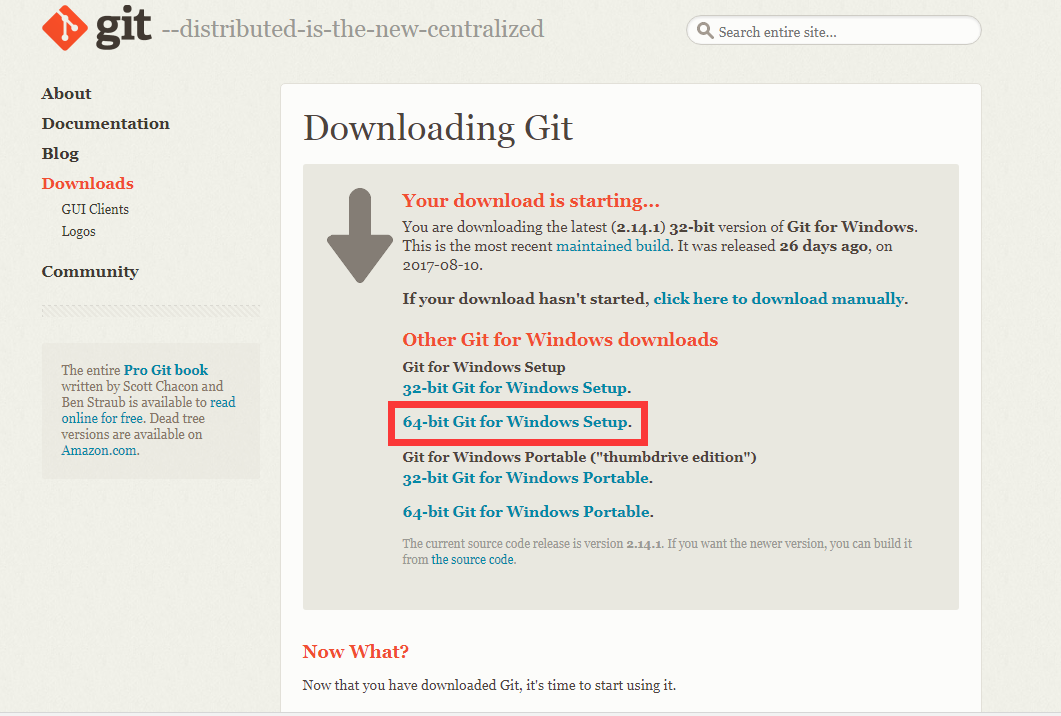 git --distributed-is-the-new-centralized
Search entire site...
About
Documentation
Blog
Downloads
GUI Clients
Logos
Community
The entire Pro Git book
written by Scott Chacon and
Ben Straub is available to read
online for free. Dead tree
versions are available on
Amazon.com.
Downloading Git
Your download is starting...
You are downloading the latest (2.14.1) 32-bit version of Git for Windows.
This is the most recent maintained build. It was released 26 days ago, on
2017-08-10.
If your download hasn't started, click here to download manually.
Other Git for Windows downloads
Git for Windows Setup
32-bit Git for Windows Setup.
64-bit Git for Windows Setup.
Git for Windows Portable ("thumbdrive edition")
32-bit Git for Windows Portable.
64-bit Git for Windows Portable.
The current source code release is version 2.14.1. If you want the newer version, you can build it
from the source code.
Now What?
Now that you have downloaded Git, it's time to start using it.